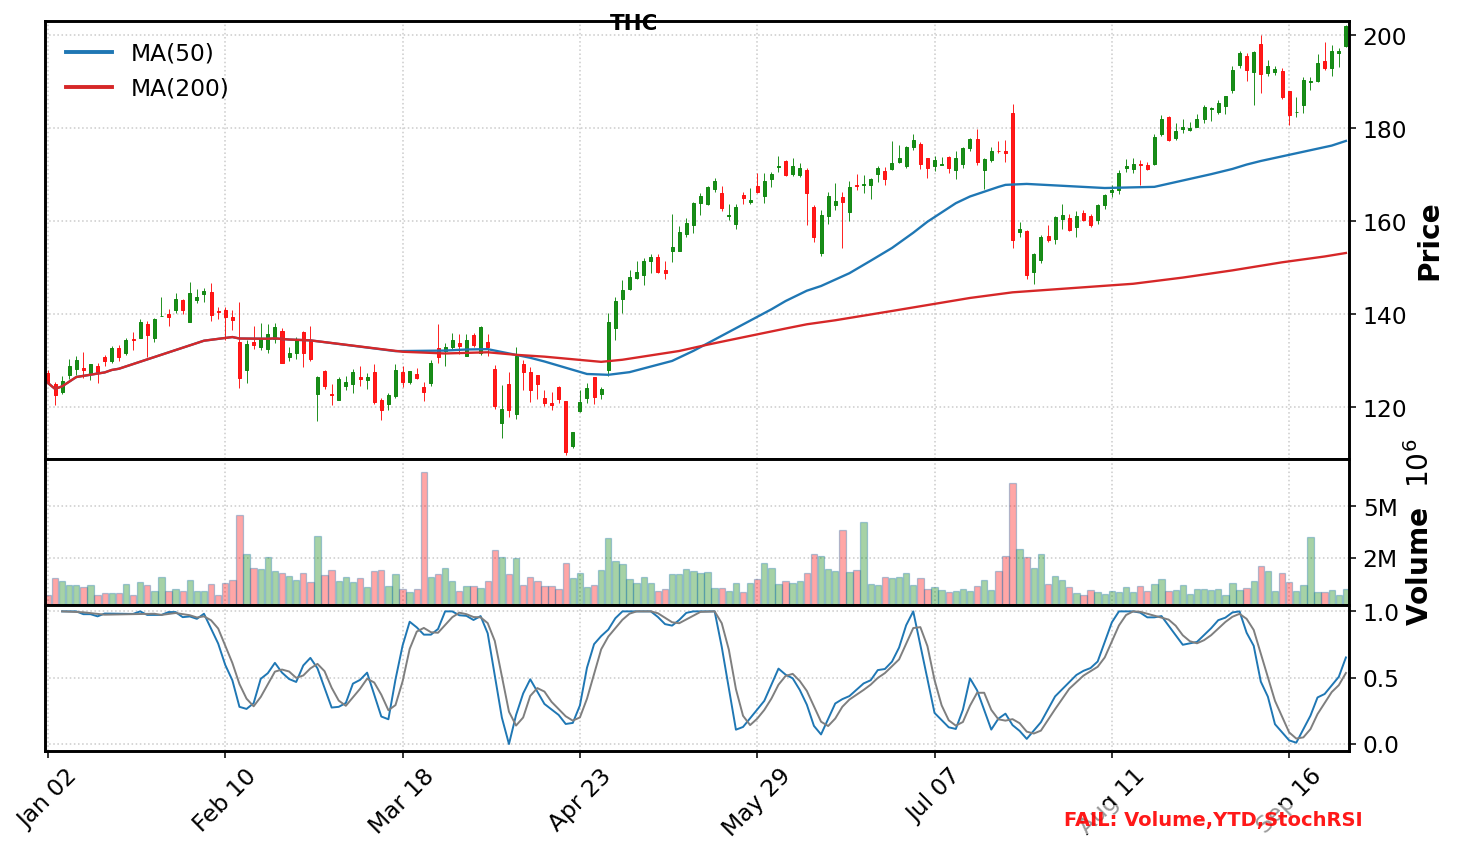 THC
MA(50)
MA(200)
200
180
160
140
120
Price
10^6
5M
2M
Volume
1.0
0.5
0.0
Jan 02
Feb 10
Mar 18
Apr 23
May 29
Jul 07
Aug 11
Sep 16
FAIL: Volume,YTD,StochRSI